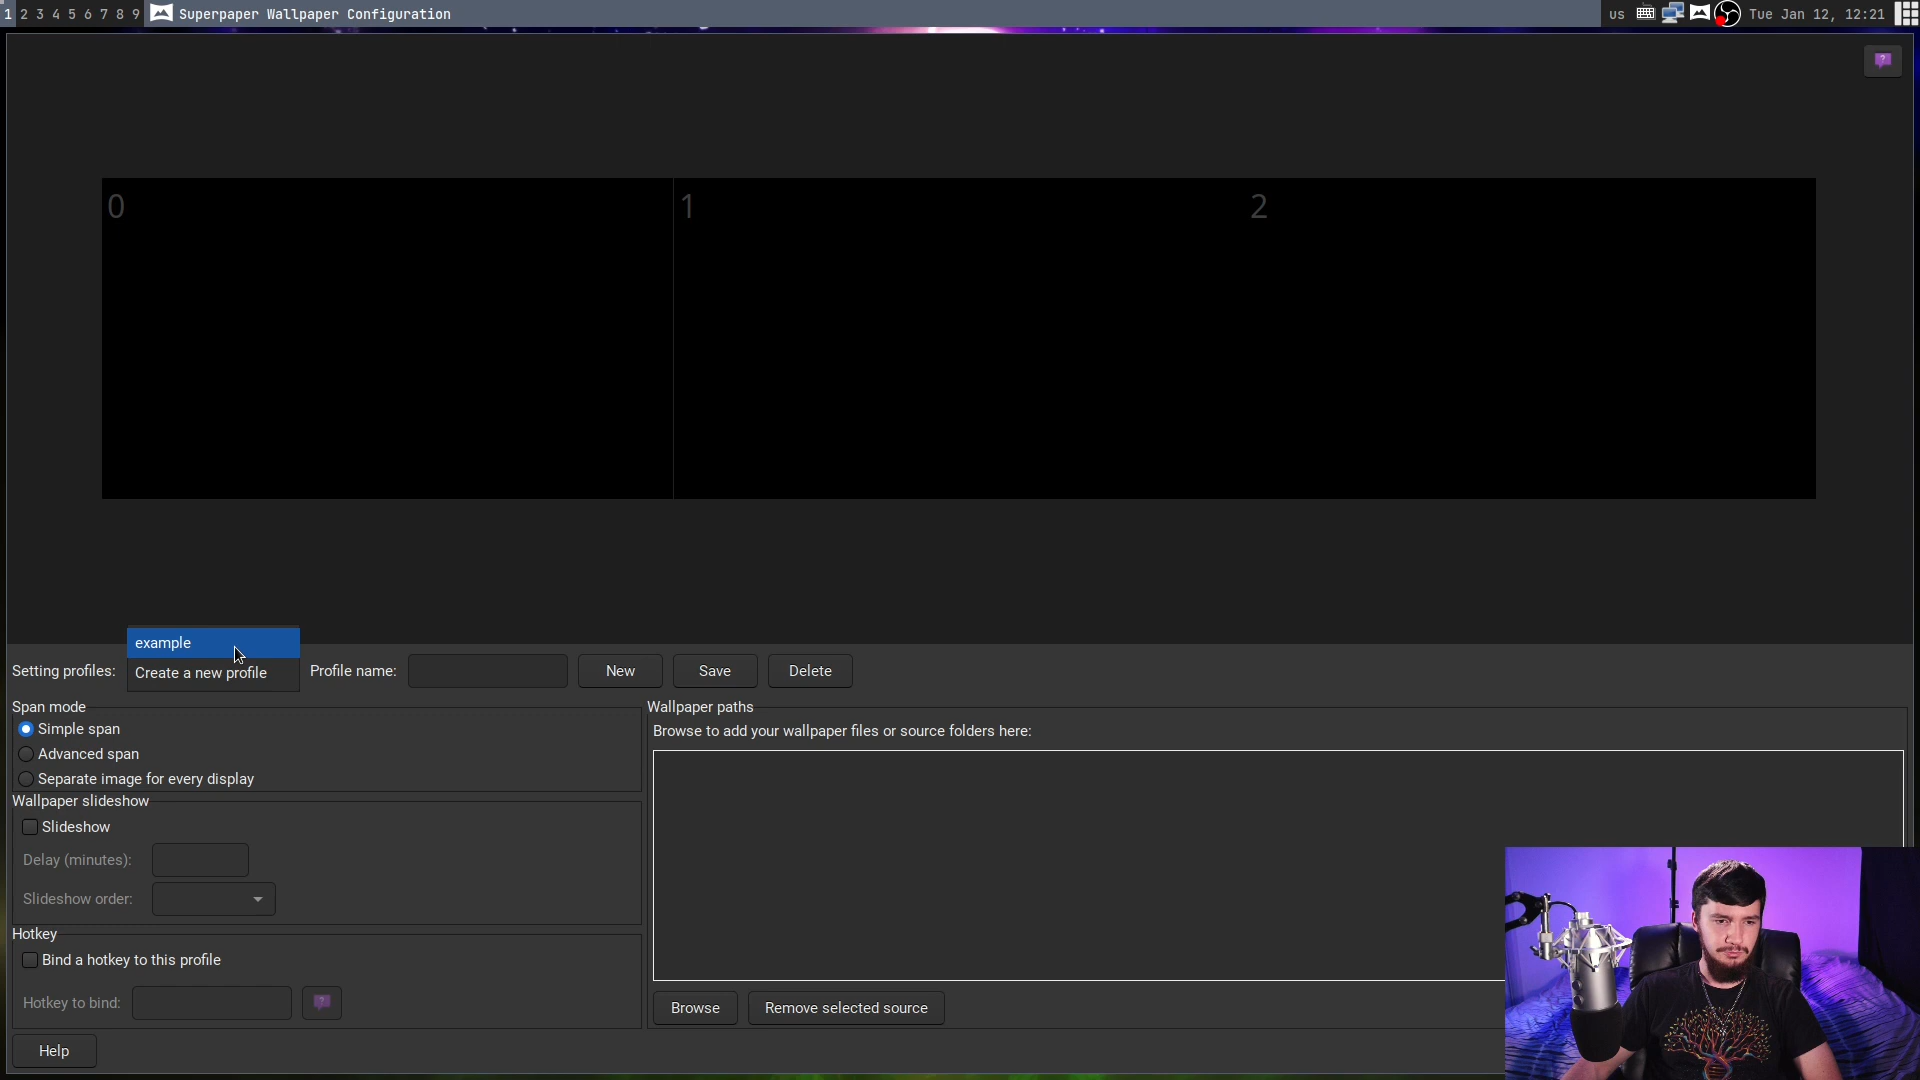 1 2 3 4 5 6 7 8 9 Superpaper Wallpaper Configuration us Tue Jan 12, 12:21
?
0 1 2
example
Setting profiles: Create a new profile Profile name: New Save Delete
Span mode
Simple span
Advanced span
Separate image for every display
Wallpaper slideshow
Slideshow
Delay (minutes):
Slideshow order:
Hotkey
Bind a hotkey to this profile
Hotkey to bind: ?
Help
Wallpaper paths
Browse to add your wallpaper files or source folders here:
Browse Remove selected source